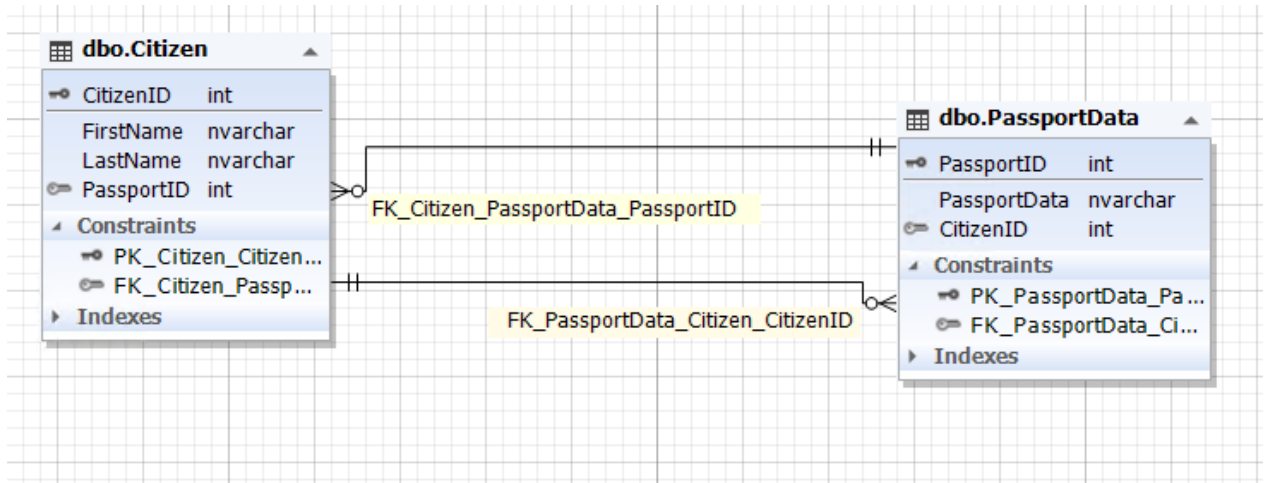 dbo.Citizen
CitizenID int
FirstName nvarchar
LastName nvarchar
PassportID int
Constraints
PK_Citizen_Citizen...
FK_Citizen_Passp...
Indexes
FK_Citizen_PassportData_PassportID
FK_PassportData_Citizen_CitizenID
dbo.PassportData
PassportID int
PassportData nvarchar
CitizenID int
Constraints
PK_PassportData_Pa...
FK_PassportData_Ci...
Indexes